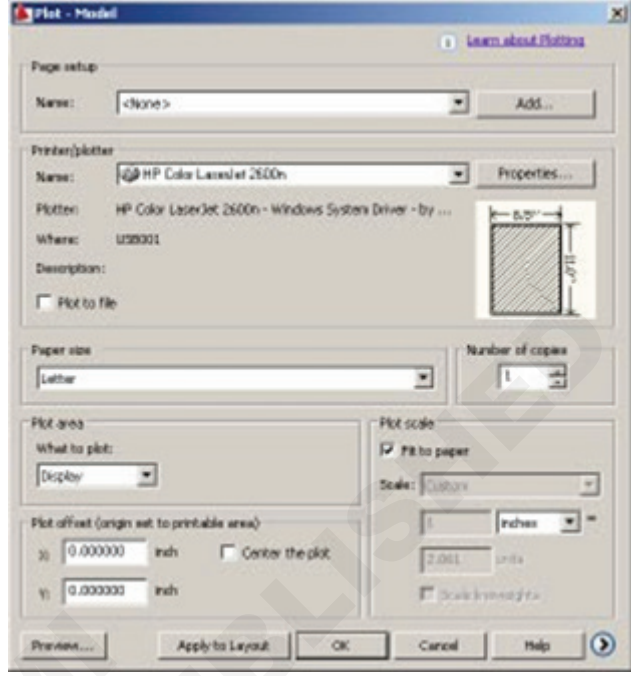 Plot - Model
Learn about Plotting
Page setup
Name: <None> Add...
Printer/plotter
Name: HP Color LaserJet 2600n Properties...
Plotter: HP Color LaserJet 2600n - Windows System Driver - by ...
Where: USB001
Description:
Plot to file
8.5"
11.0"
Paper size
Letter
Number of copies
1
Plot area
What to plot:
Display
Plot scale
Fit to paper
Scale: Custom
1 inches =
2.001 units
Scale lineweights
Plot offset (origin set to printable area)
X: 0.000000 inch Center the plot
Y: 0.000000 inch
Preview... Apply to Layout OK Cancel Help